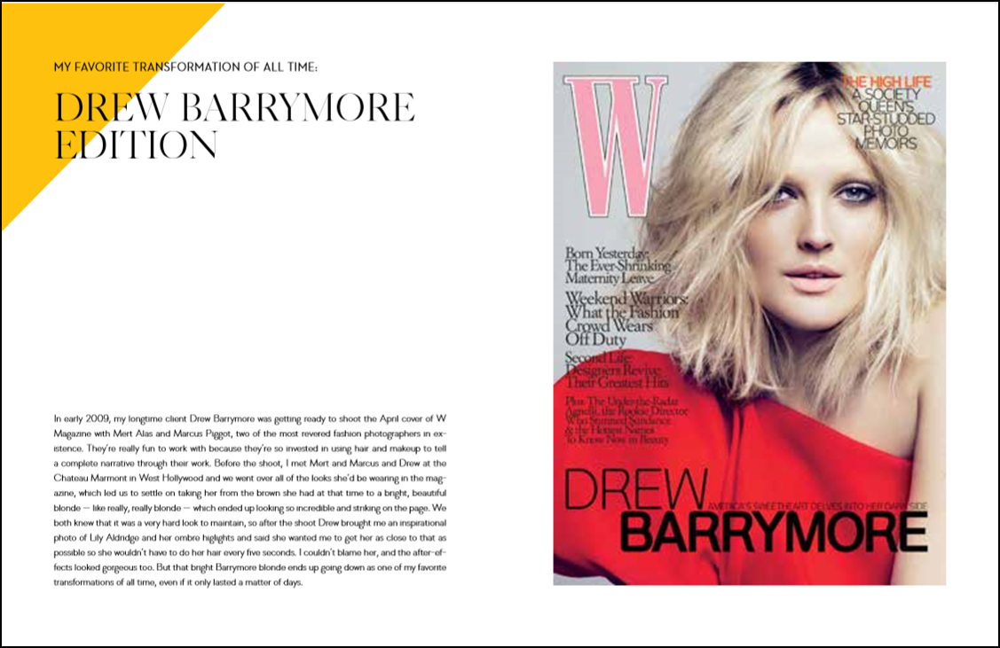 MY FAVORITE TRANSFORMATION OF ALL TIME:
DREW BARRYMORE
EDITION
In early 2009, my longtime client Drew Barrymore was getting ready to shoot the April cover of W
Magazine with Mert Alas and Marcus Piggot, two of the most revered fashion photographers in ex-
istence. They're really fun to work with because they're so invested in using hair and makeup to tell
a complete narrative through their work. Before the shoot, I met Mert and Marcus and Drew at the
Chateau Marmont in West Hollywood and we went over all of the looks she'd be wearing in the mag-
azine, which led us to settle on taking her from the brown she had at that time to a bright, beautiful
blonde — like really, really blonde — which ended up looking so incredible and striking on the page. We
both knew that it was a very hard look to maintain, so after the shoot Drew brought me an inspirational
photo of Lily Aldridge and her ombre higlights and said she wanted me to get her as close to that as
possible so she wouldn't have to do her hair every five seconds. I couldn't blame her, and the after-ef-
fects looked gorgeous too. But that bright Barrymore blonde ends up going down as one of my favorite
transformations of all time, even if it only lasted a matter of days.
W
THE HIGH LIFE
A SOCIETY
QUEEN'S
STAR-STUDDED
PHOTO
MEMOIRS
Born Yesterday:
The Ever-Shrinking
Maternity Leave
Weekend Warriors:
What the Fashion
Crowd Wears
Off Duty
Second Life:
Designers Revive
Their Greatest Hits
Plus: The Under-the-Radar
Agnelli, the Rookie Director
Who Stunned Sundance
& the Hottest Names
To Know Now in Beauty
DREW
AMERICA'S SWEETHEART DELVES INTO HER DARK SIDE
BARRYMORE